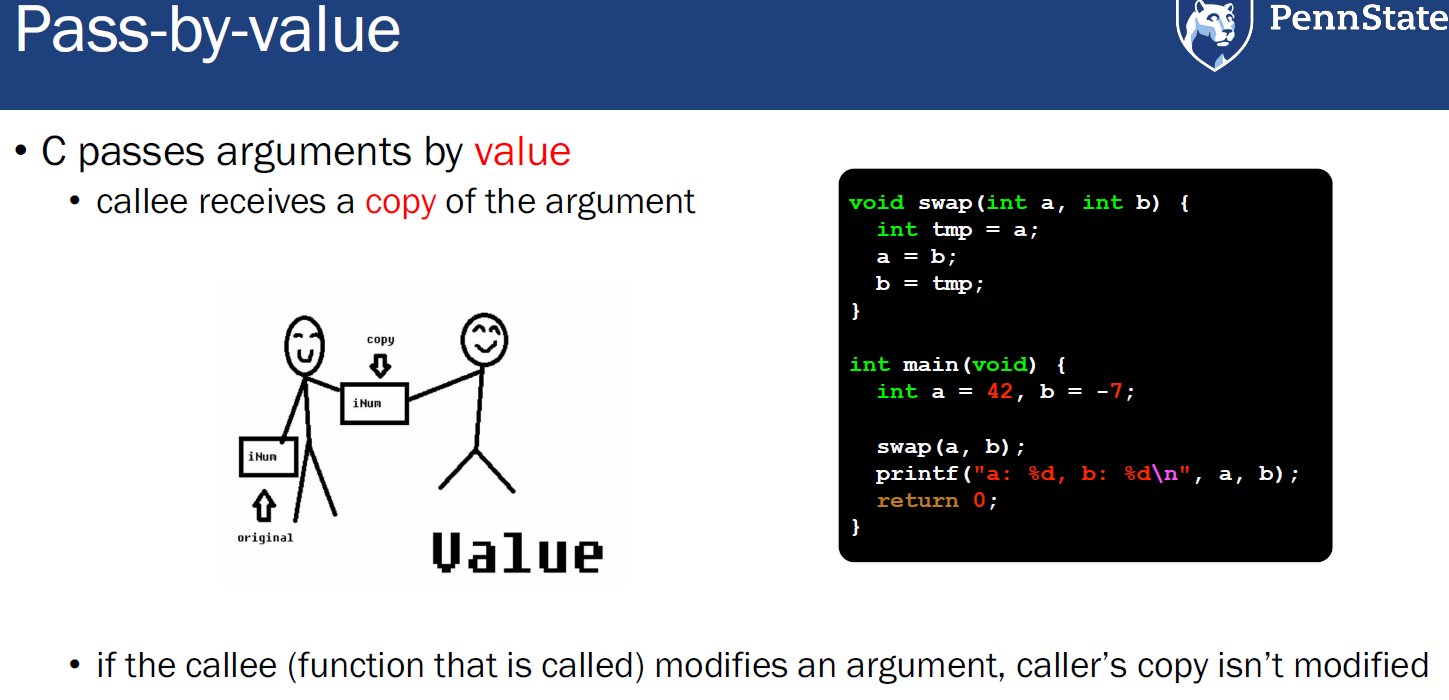 Pass-by-value
PennState
• C passes arguments by value
• callee receives a copy of the argument
copy
iNum
iNum
original
Value
void swap(int a, int b) {
  int tmp = a;
  a = b;
  b = tmp;
}
int main(void) {
  int a = 42, b = -7;
  swap(a, b);
  printf("a: %d, b: %d\n", a, b);
  return 0;
}
• if the callee (function that is called) modifies an argument, caller’s copy isn’t modified